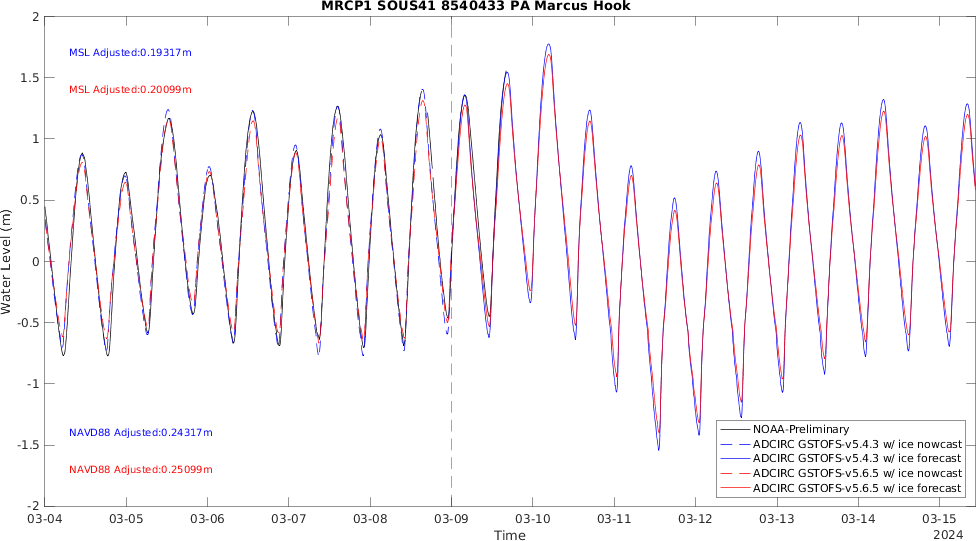 MRCP1 SOUS41 8540433 PA Marcus Hook
2
1.5
1
0.5
0
-0.5
-1
-1.5
-2
Water Level (m)
MSL Adjusted:0.19317m
MSL Adjusted:0.20099m
NAVD88 Adjusted:0.24317m
NAVD88 Adjusted:0.25099m
NOAA-Preliminary
ADCIRC GSTOFS-v5.4.3 w/ ice nowcast
ADCIRC GSTOFS-v5.4.3 w/ ice forecast
ADCIRC GSTOFS-v5.6.5 w/ ice nowcast
ADCIRC GSTOFS-v5.6.5 w/ ice forecast
03-04 03-05 03-06 03-07 03-08 03-09 03-10 03-11 03-12 03-13 03-14 03-15
Time
2024